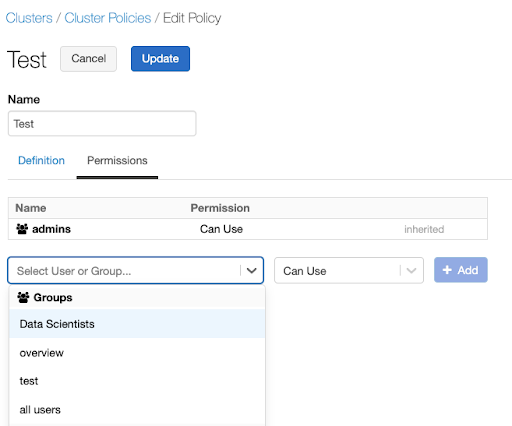 Clusters / Cluster Policies / Edit Policy
Test Cancel Update
Name
Test
Definition Permissions
Name Permission
admins Can Use inherited
Select User or Group... Can Use + Add
Groups
Data Scientists
overview
test
all users